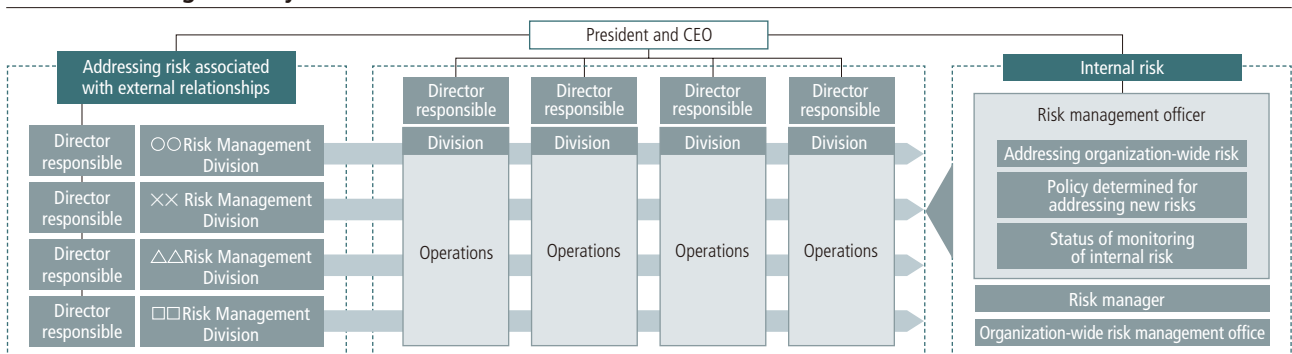 President and CEO
Addressing risk associated
with external relationships
Director
responsible
○○Risk Management
Division
Director
responsible
×× Risk Management
Division
Director
responsible
△△Risk Management
Division
Director
responsible
□□Risk Management
Division
Director
responsible
Director
responsible
Director
responsible
Director
responsible
Division
Division
Division
Division
Operations
Operations
Operations
Operations
Internal risk
Risk management officer
Addressing organization-wide risk
Policy determined for
addressing new risks
Status of monitoring
of internal risk
Risk manager
Organization-wide risk management office